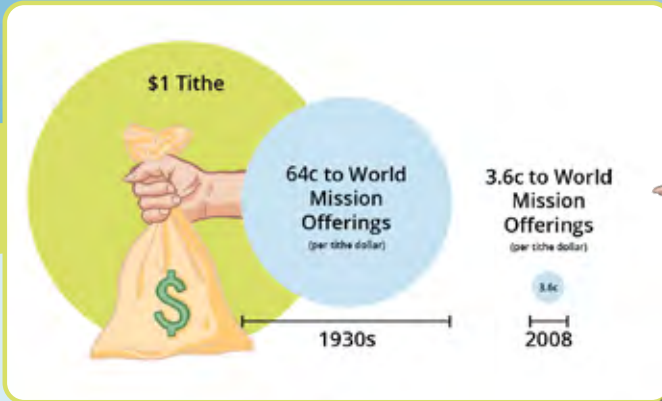 $1 Tithe
64c to World
Mission
Offerings
(per tithe dollar)
3.6c to World
Mission
Offerings
(per tithe dollar)
3.6c
$
1930s
2008